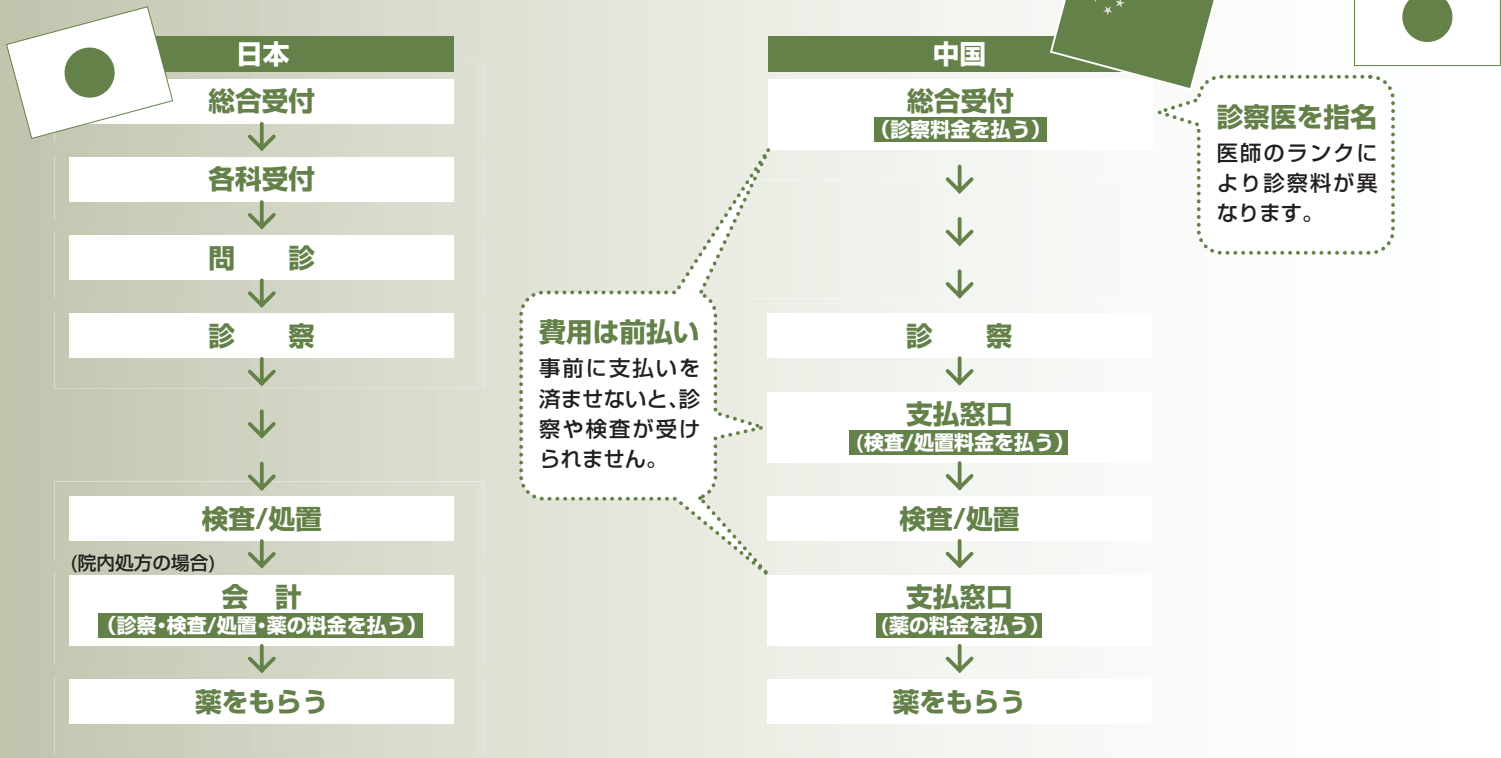 日本
総合受付
各科受付
問　　診
診　　察
検査/処置
(院内処方の場合)
会　計
（診察・検査/処置・薬の料金を払う）
薬をもらう
費用は前払い
事前に支払いを
済ませないと、診
察や検査が受け
られません。
中国
総合受付
（診察料金を払う）
診　　察
支払窓口
(検査/処置料金を払う）
検査/処置
支払窓口
(薬の料金を払う）
薬をもらう
診察医を指名
医師のランクに
より診察料が異
なります。